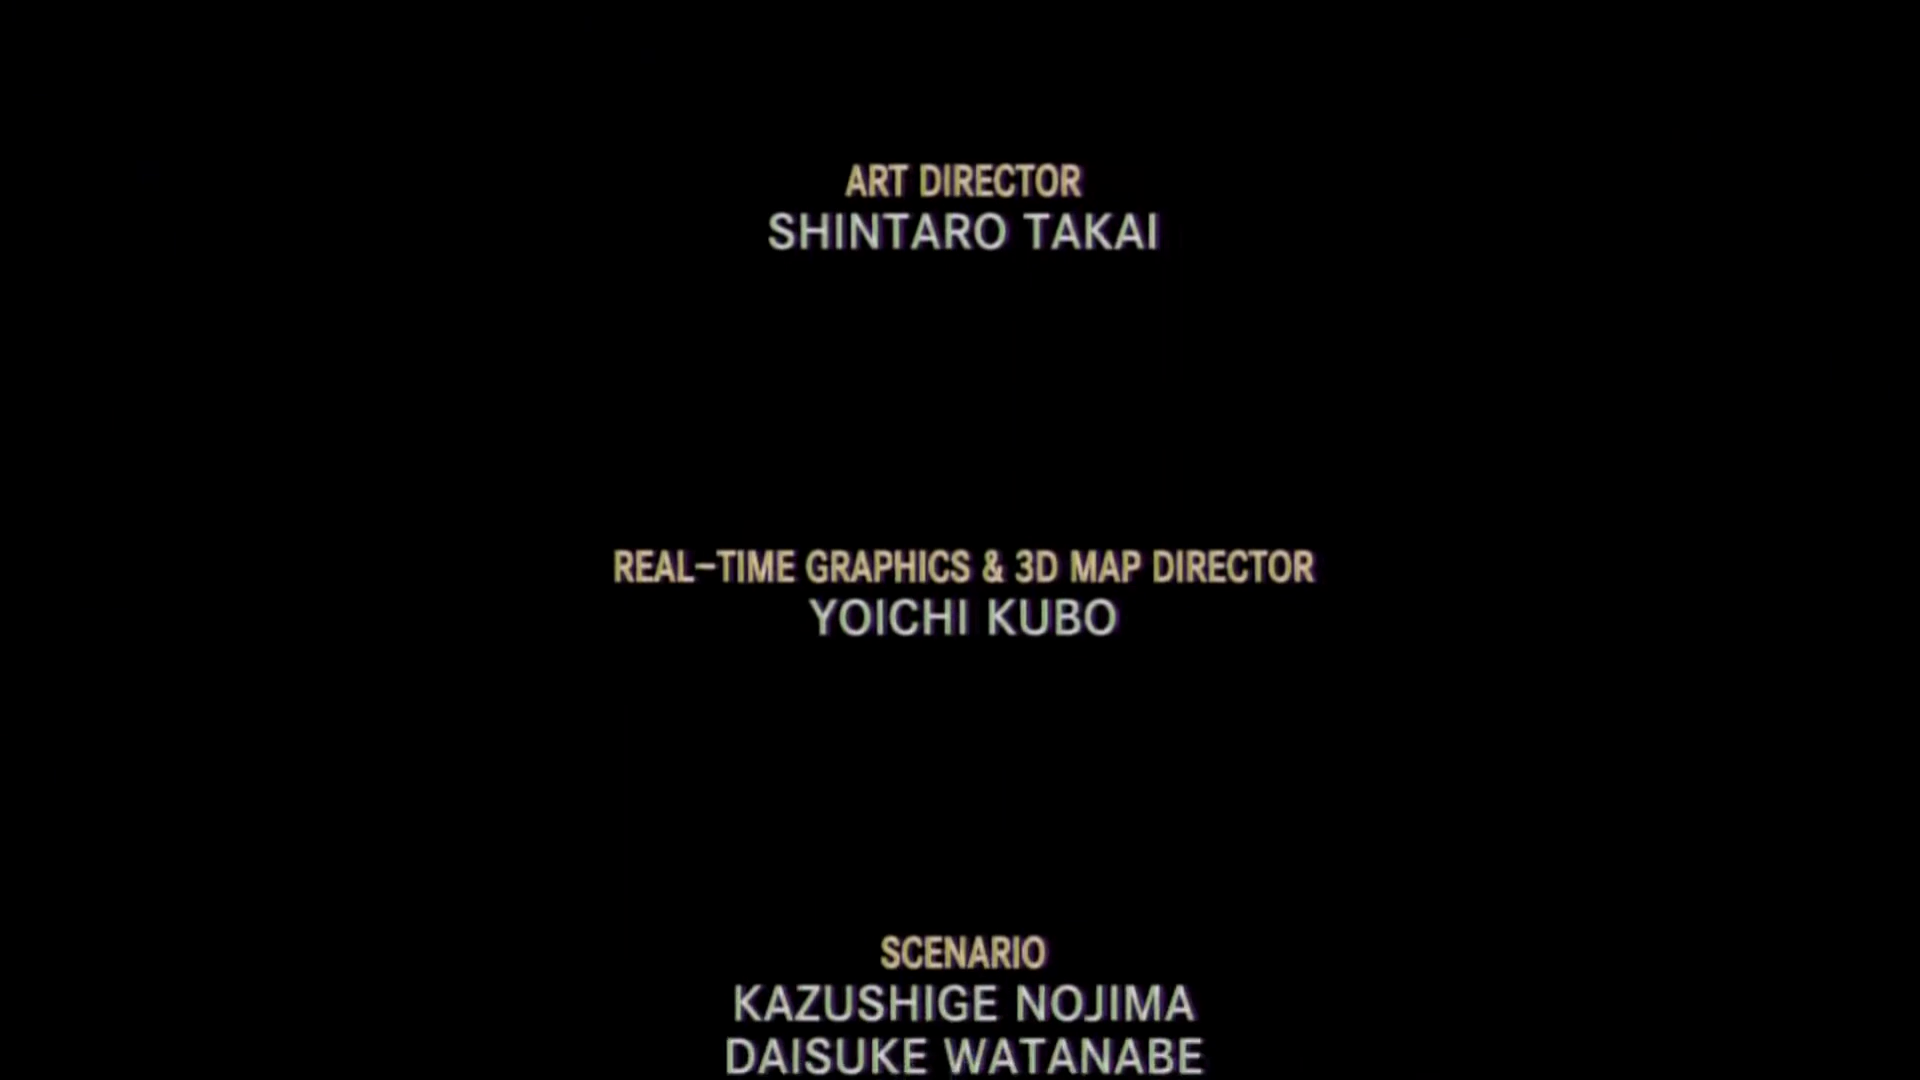 ART DIRECTOR
SHINTARO TAKAI
REAL-TIME GRAPHICS & 3D MAP DIRECTOR
YOICHI KUBO
SCENARIO
KAZUSHIGE NOJIMA
DAISUKE WATANABE